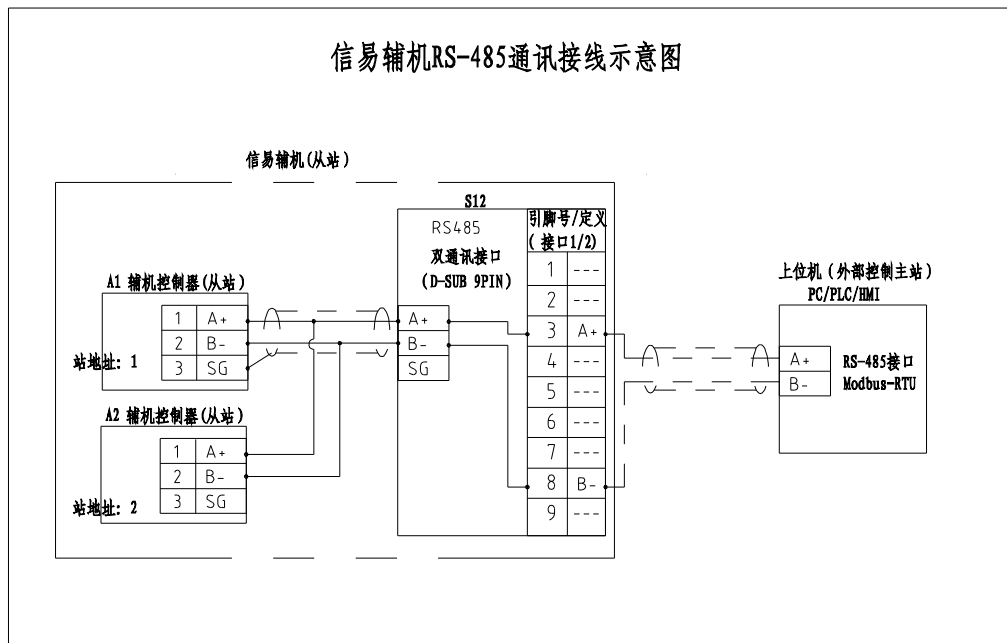 信易辅机RS-485通讯接线示意图
信易辅机(从站)
S12
RS485
双通讯接口
(D-SUB 9PIN)
引脚号/定义
( 接口1/2)
1 ---
2 ---
3 A+
4 ---
5 ---
6 ---
7 ---
8 B-
9 ---
A+
B-
SG
A1 辅机控制器(从站)
1 A+
2 B-
3 SG
站地址: 1
A2 辅机控制器(从站)
1 A+
2 B-
3 SG
站地址: 2
上位机 (外部控制主站)
PC/PLC/HMI
A+
B-
RS-485接口
Modbus-RTU